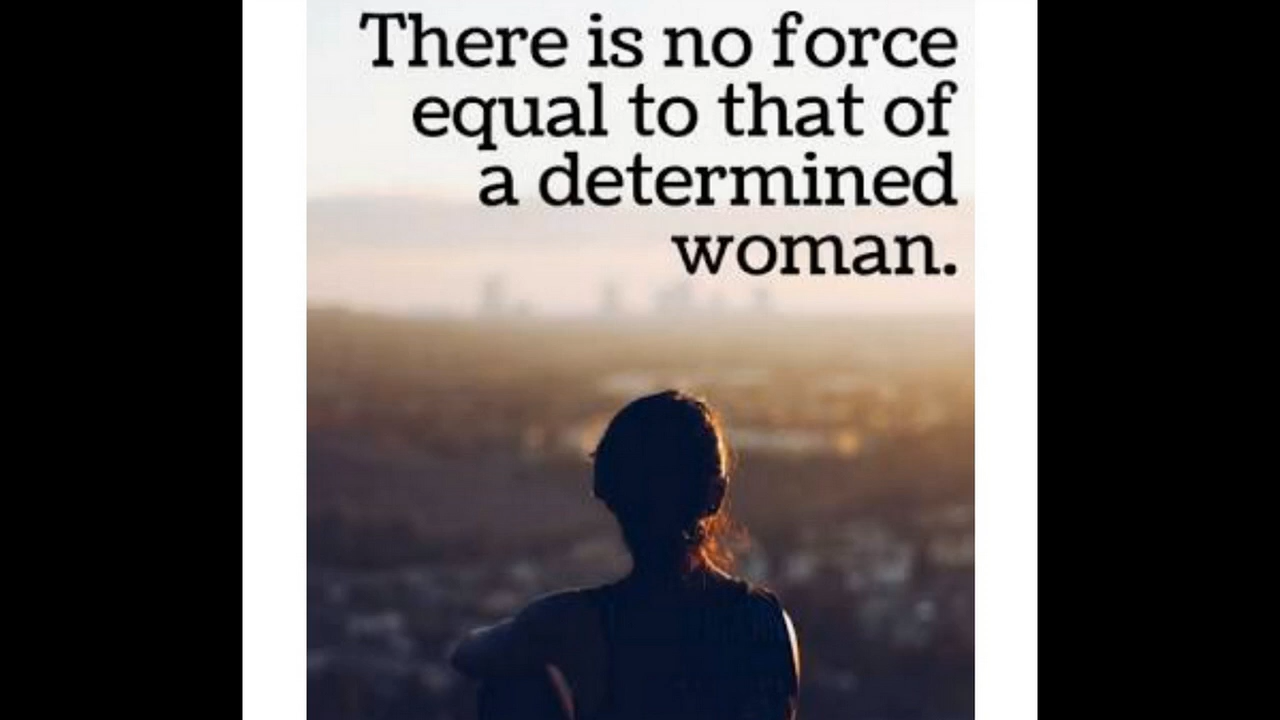 There is no force
equal to that of
a determined
woman.